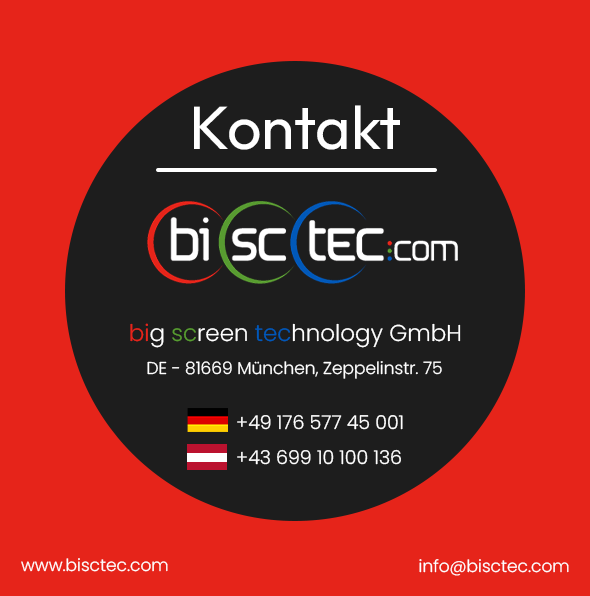 Kontakt
bisctec:com
big screen technology GmbH
DE - 81669 München, Zeppelinstr. 75
+49 176 577 45 001
+43 699 10 100 136
www.bisctec.com
info@bisctec.com